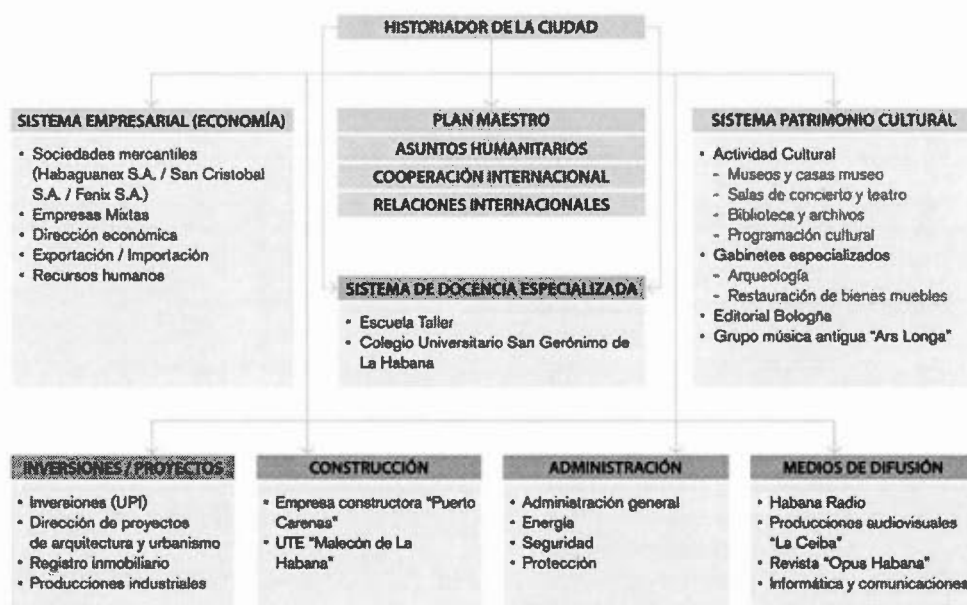 HISTORIADOR DE LA CIUDAD
SISTEMA EMPRESARIAL (ECONOMÍA)
• Sociedades mercantiles
(Habaguanex S.A. / San Cristobal
S.A. / Fenix S.A.)
• Empresas Mixtas
• Dirección económica
• Exportación / Importación
• Recursos humanos
PLAN MAESTRO
ASUNTOS HUMANITARIOS
COOPERACIÓN INTERNACIONAL
RELACIONES INTERNACIONALES
SISTEMA DE DOCENCIA ESPECIALIZADA
• Escuela Taller
• Colegio Universitario San Gerónimo de
La Habana
SISTEMA PATRIMONIO CULTURAL
• Actividad Cultural
- Museos y casas museo
- Salas de concierto y teatro
- Biblioteca y archivos
- Programación cultural
• Gabinetes especializados
- Arqueología
- Restauración de bienes muebles
• Editorial Bologña
• Grupo música antigua "Ars Longa"
INVERSIONES / PROYECTOS
• Inversiones (UPI)
• Dirección de proyectos
de arquitectura y urbanismo
• Registro inmobiliario
• Producciones industriales
CONSTRUCCIÓN
• Empresa constructora "Puerto
Carenas"
• UTE "Malecón de La
Habana"
ADMINISTRACIÓN
• Administración general
• Energía
• Seguridad
• Protección
MEDIOS DE DIFUSIÓN
• Habana Radio
• Producciones audiovisuales
"La Ceiba"
• Revista "Opus Habana"
• Informática y comunicaciones